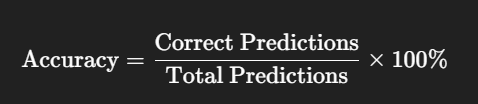 Accuracy = Correct Predictions / Total Predictions × 100%